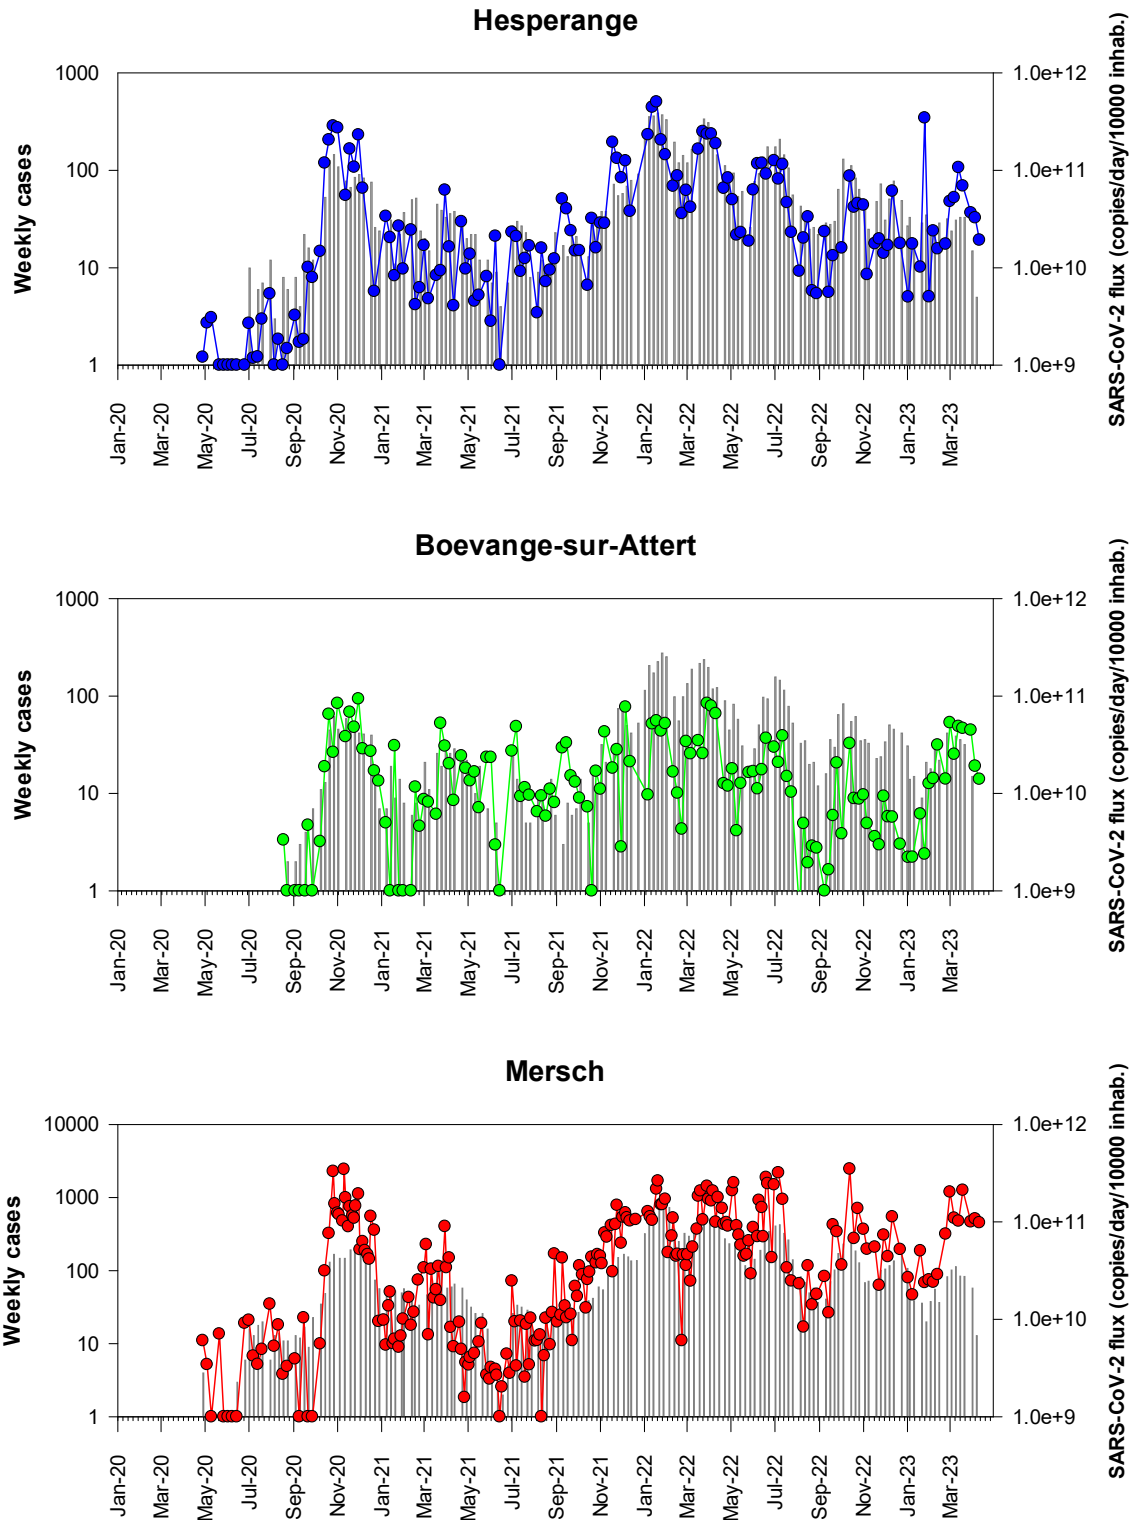 Hesperange
Weekly cases
SARS-CoV-2 flux (copies/day/10000 inhab.)
1000
100
10
1
1.0e+12
1.0e+11
1.0e+10
1.0e+9
Jan-20
Mar-20
May-20
Jul-20
Sep-20
Nov-20
Jan-21
Mar-21
May-21
Jul-21
Sep-21
Nov-21
Jan-22
Mar-22
May-22
Jul-22
Sep-22
Nov-22
Jan-23
Mar-23
Boevange-sur-Attert
Weekly cases
SARS-CoV-2 flux (copies/day/10000 inhab.)
1000
100
10
1
1.0e+12
1.0e+11
1.0e+10
1.0e+9
Jan-20
Mar-20
May-20
Jul-20
Sep-20
Nov-20
Jan-21
Mar-21
May-21
Jul-21
Sep-21
Nov-21
Jan-22
Mar-22
May-22
Jul-22
Sep-22
Nov-22
Jan-23
Mar-23
Mersch
Weekly cases
SARS-CoV-2 flux (copies/day/10000 inhab.)
10000
1000
100
10
1
1.0e+12
1.0e+11
1.0e+10
1.0e+9
Jan-20
Mar-20
May-20
Jul-20
Sep-20
Nov-20
Jan-21
Mar-21
May-21
Jul-21
Sep-21
Nov-21
Jan-22
Mar-22
May-22
Jul-22
Sep-22
Nov-22
Jan-23
Mar-23